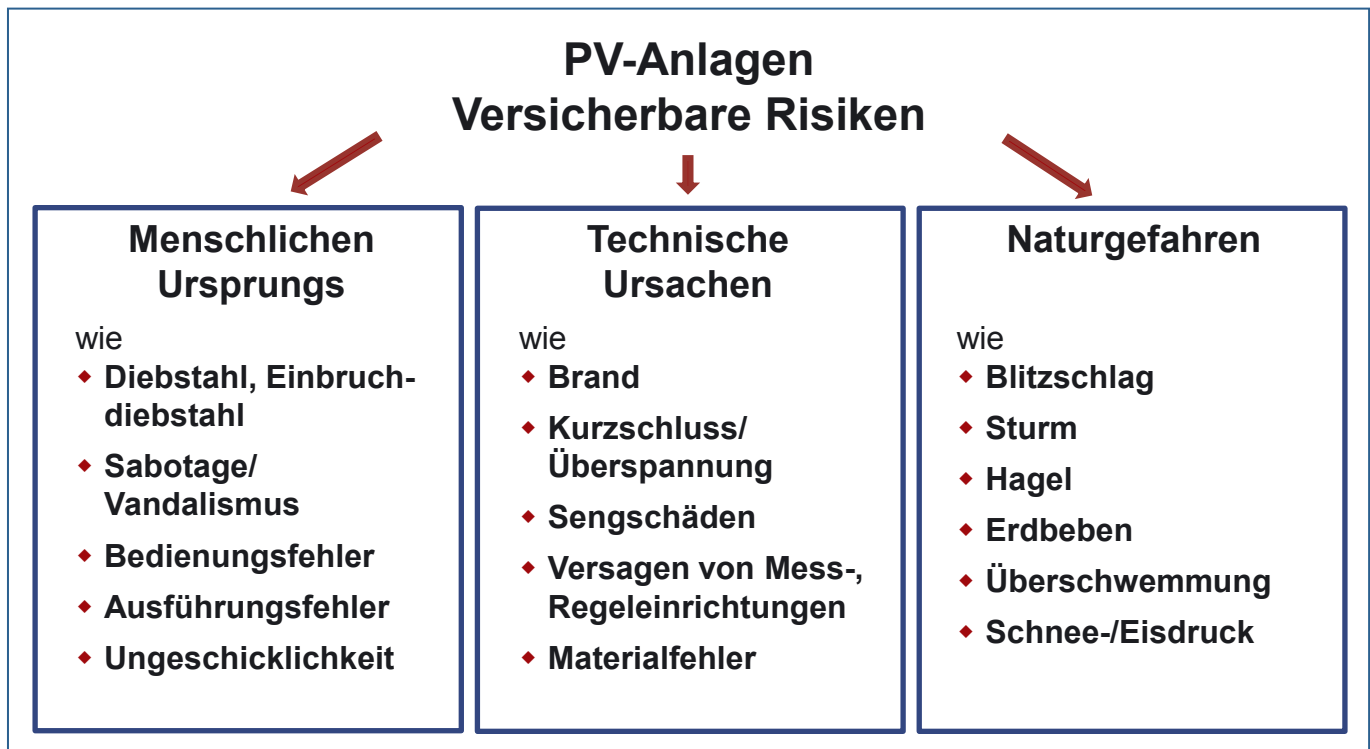 PV-Anlagen
Versicherbare Risiken
Menschlichen
Ursprungs
wie
Diebstahl, Einbruch-
diebstahl
Sabotage/
Vandalismus
Bedienungsfehler
Ausführungsfehler
Ungeschicklichkeit
Technische
Ursachen
wie
Brand
Kurzschluss/
Überspannung
Sengschäden
Versagen von Mess-,
Regeleinrichtungen
Materialfehler
Naturgefahren
wie
Blitzschlag
Sturm
Hagel
Erdbeben
Überschwemmung
Schnee-/Eisdruck